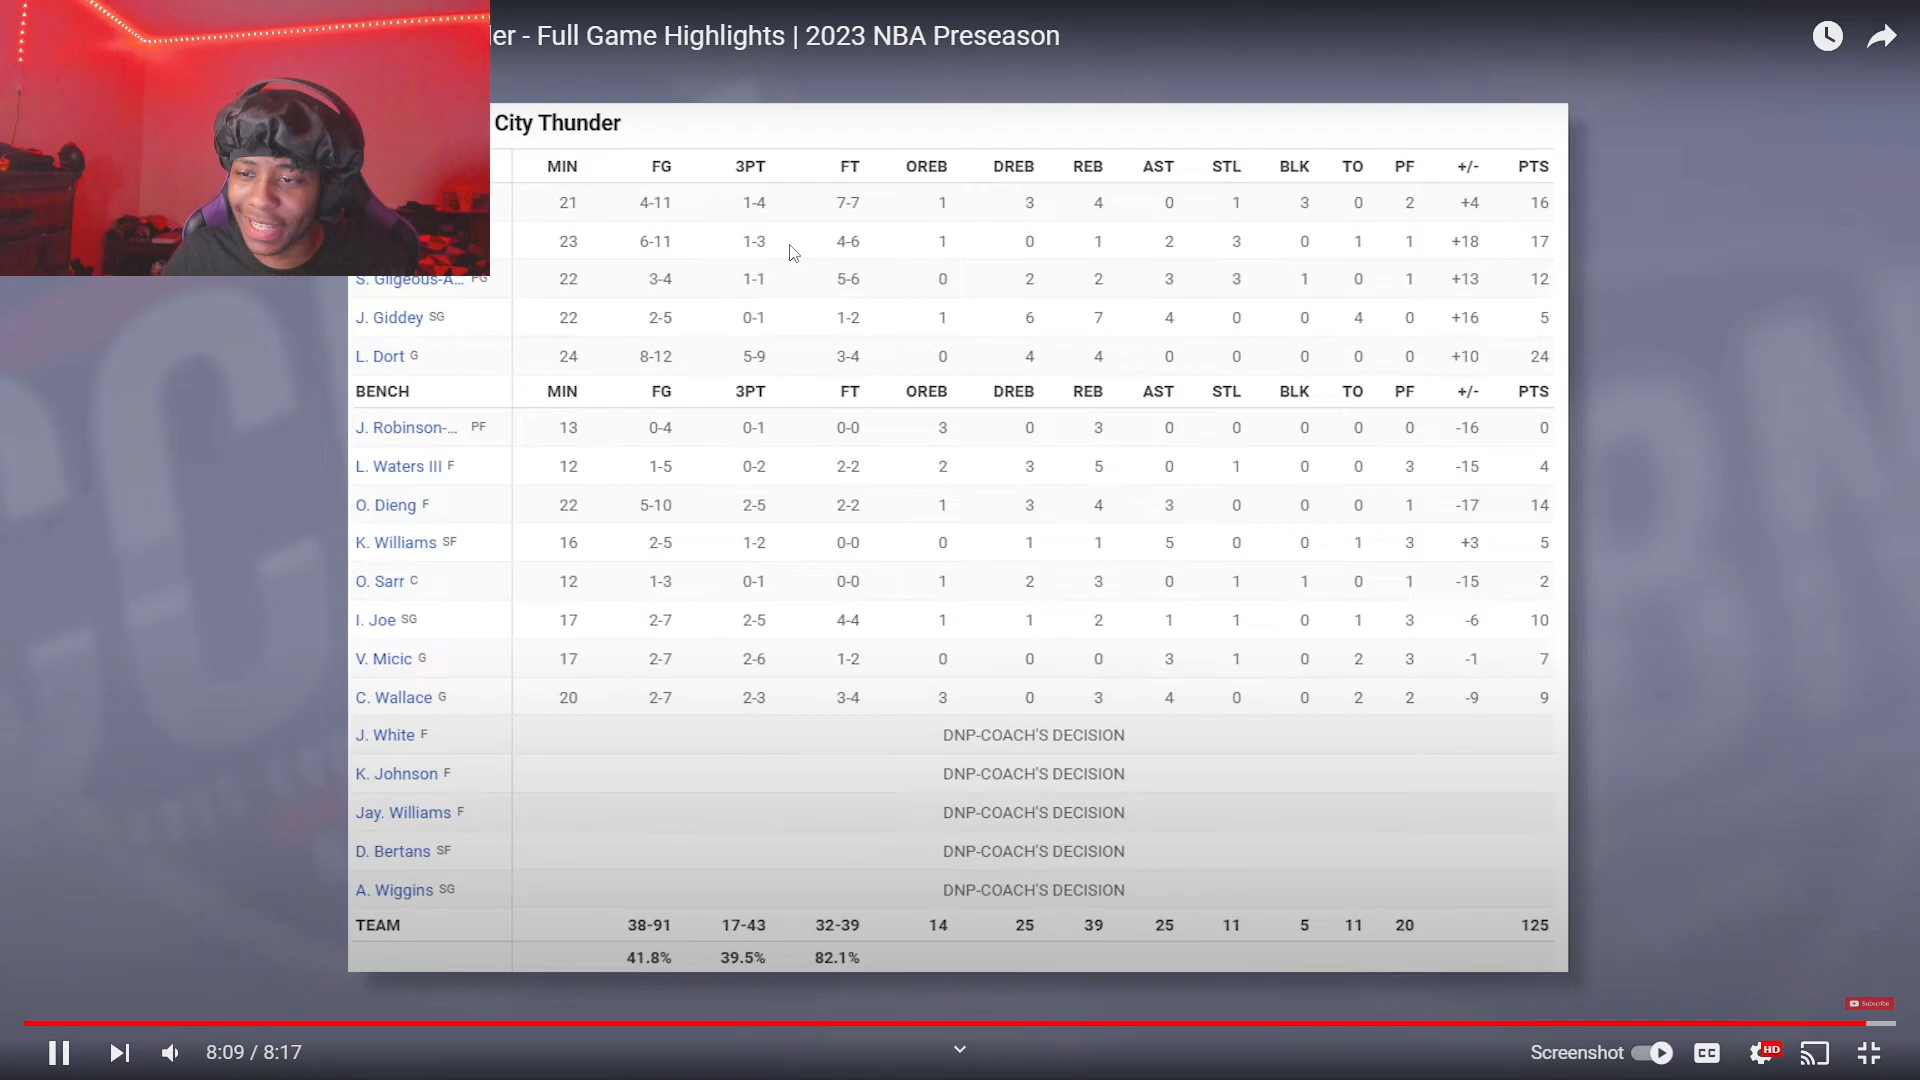 er - Full Game Highlights | 2023 NBA Preseason
City Thunder
MIN FG 3PT FT OREB DREB REB AST STL BLK TO PF +/- PTS
21 4-11 1-4 7-7 1 3 4 0 1 3 0 2 +4 16
23 6-11 1-3 4-6 1 0 1 2 3 0 1 1 +18 17
S. Gilgeous-A... PG 22 3-4 1-1 5-6 0 2 2 3 3 1 0 1 +13 12
J. Giddey SG 22 2-5 0-1 1-2 1 6 7 4 0 0 4 0 +16 5
L. Dort G 24 8-12 5-9 3-4 0 4 4 0 0 0 0 0 +10 24
BENCH MIN FG 3PT FT OREB DREB REB AST STL BLK TO PF +/- PTS
J. Robinson-... PF 13 0-4 0-1 0-0 3 0 3 0 0 0 0 0 -16 0
L. Waters III F 12 1-5 0-2 2-2 2 3 5 0 1 0 0 3 -15 4
O. Dieng F 22 5-10 2-5 2-2 1 3 4 3 0 0 0 1 -17 14
K. Williams SF 16 2-5 1-2 0-0 0 1 1 5 0 0 1 3 +3 5
O. Sarr C 12 1-3 0-1 0-0 1 2 3 0 1 1 0 1 -15 2
I. Joe SG 17 2-7 2-5 4-4 1 1 2 1 1 0 1 3 -6 10
V. Micic G 17 2-7 2-6 1-2 0 0 0 3 1 0 2 3 -1 7
C. Wallace G 20 2-7 2-3 3-4 3 0 3 4 0 0 2 2 -9 9
J. White F DNP-COACH'S DECISION
K. Johnson F DNP-COACH'S DECISION
Jay. Williams F DNP-COACH'S DECISION
D. Bertans SF DNP-COACH'S DECISION
A. Wiggins SG DNP-COACH'S DECISION
TEAM 38-91 17-43 32-39 14 25 39 25 11 5 11 20 125
41.8% 39.5% 82.1%
Subscribe
8:09 / 8:17
Screenshot CC HD